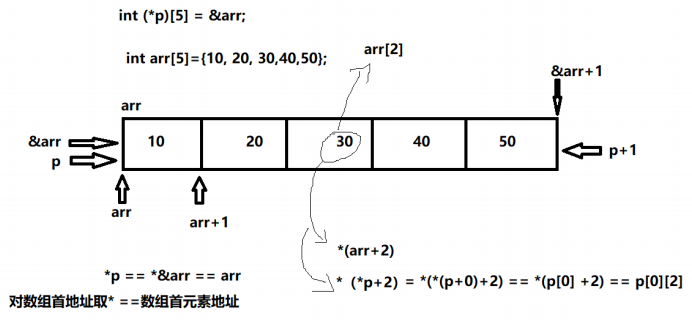 int (*p)[5] = &arr;
int arr[5]={10, 20, 30,40,50};
arr[2]
&arr+1
arr
&arr
10 20 30 40 50
p
p+1
arr
arr+1
*(arr+2)
*p == *&arr == arr
* (*p+2) = *(*(p+0)+2) == *(p[0] +2) == p[0][2]
对数组首地址取* ==数组首元素地址